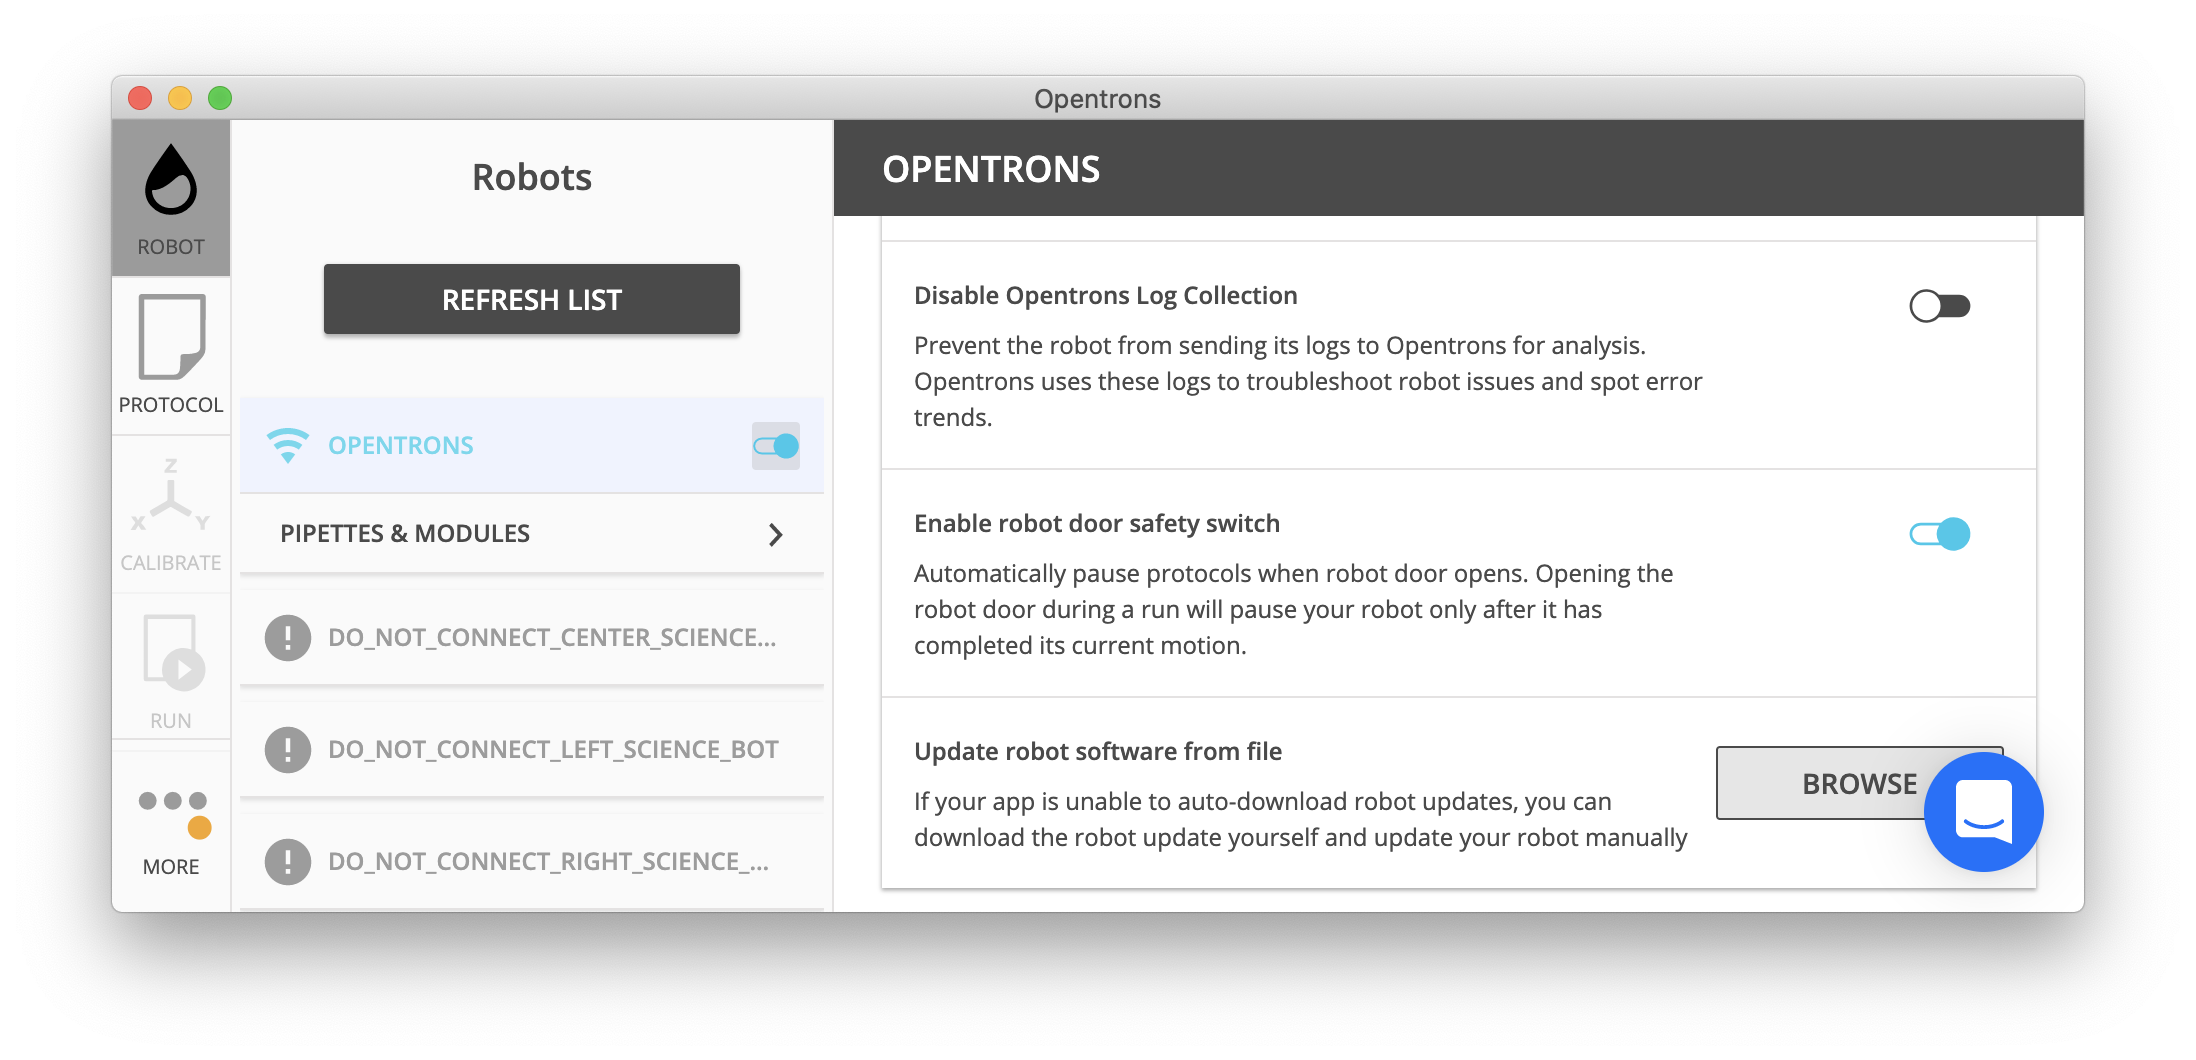 Opentrons
ROBOT
PROTOCOL
Z
X Y
CALIBRATE
RUN
MORE
Robots
REFRESH LIST
OPENTRONS
PIPETTES & MODULES
DO_NOT_CONNECT_CENTER_SCIENCE...
DO_NOT_CONNECT_LEFT_SCIENCE_BOT
DO_NOT_CONNECT_RIGHT_SCIENCE_...
OPENTRONS
Disable Opentrons Log Collection
Prevent the robot from sending its logs to Opentrons for analysis.
Opentrons uses these logs to troubleshoot robot issues and spot error
trends.
Enable robot door safety switch
Automatically pause protocols when robot door opens. Opening the
robot door during a run will pause your robot only after it has
completed its current motion.
Update robot software from file
If your app is unable to auto-download robot updates, you can
download the robot update yourself and update your robot manually
BROWSE